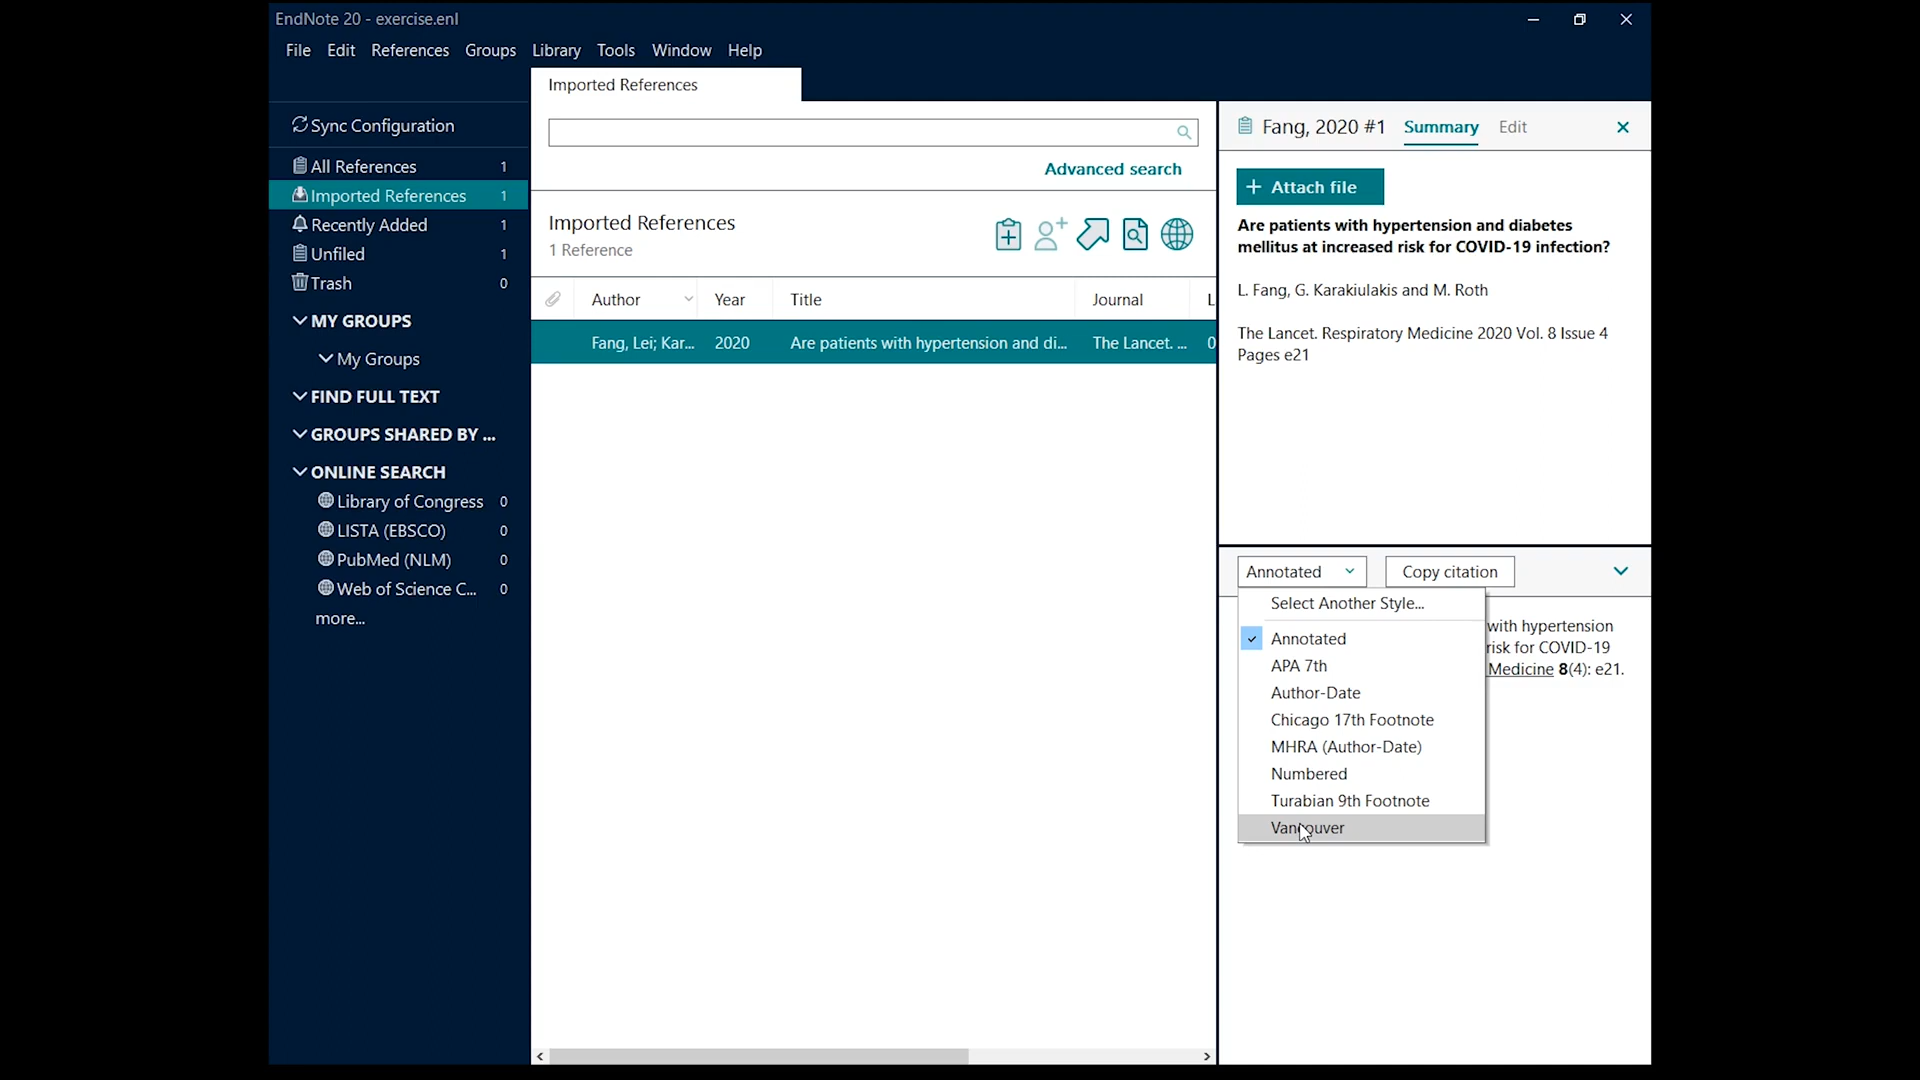 EndNote 20 - exercise.enl
File Edit References Groups Library Tools Window Help
Imported References
Sync Configuration
All References 1
Imported References 1
Recently Added 1
Unfiled 1
Trash 0
MY GROUPS
My Groups
FIND FULL TEXT
GROUPS SHARED BY ...
ONLINE SEARCH
Library of Congress 0
LISTA (EBSCO) 0
PubMed (NLM) 0
Web of Science C... 0
more...
Advanced search
Imported References
1 Reference
Author Year Title Journal L
Fang, Lei; Kar... 2020 Are patients with hypertension and di... The Lancet. ... 0
Fang, 2020 #1 Summary Edit
+ Attach file
Are patients with hypertension and diabetes
mellitus at increased risk for COVID-19 infection?
L. Fang, G. Karakiulakis and M. Roth
The Lancet. Respiratory Medicine 2020 Vol. 8 Issue 4
Pages e21
Annotated Copy citation
Select Another Style...
Annotated
APA 7th
Author-Date
Chicago 17th Footnote
MHRA (Author-Date)
Numbered
Turabian 9th Footnote
Vancouver
with hypertension
risk for COVID-19
Medicine 8(4): e21.